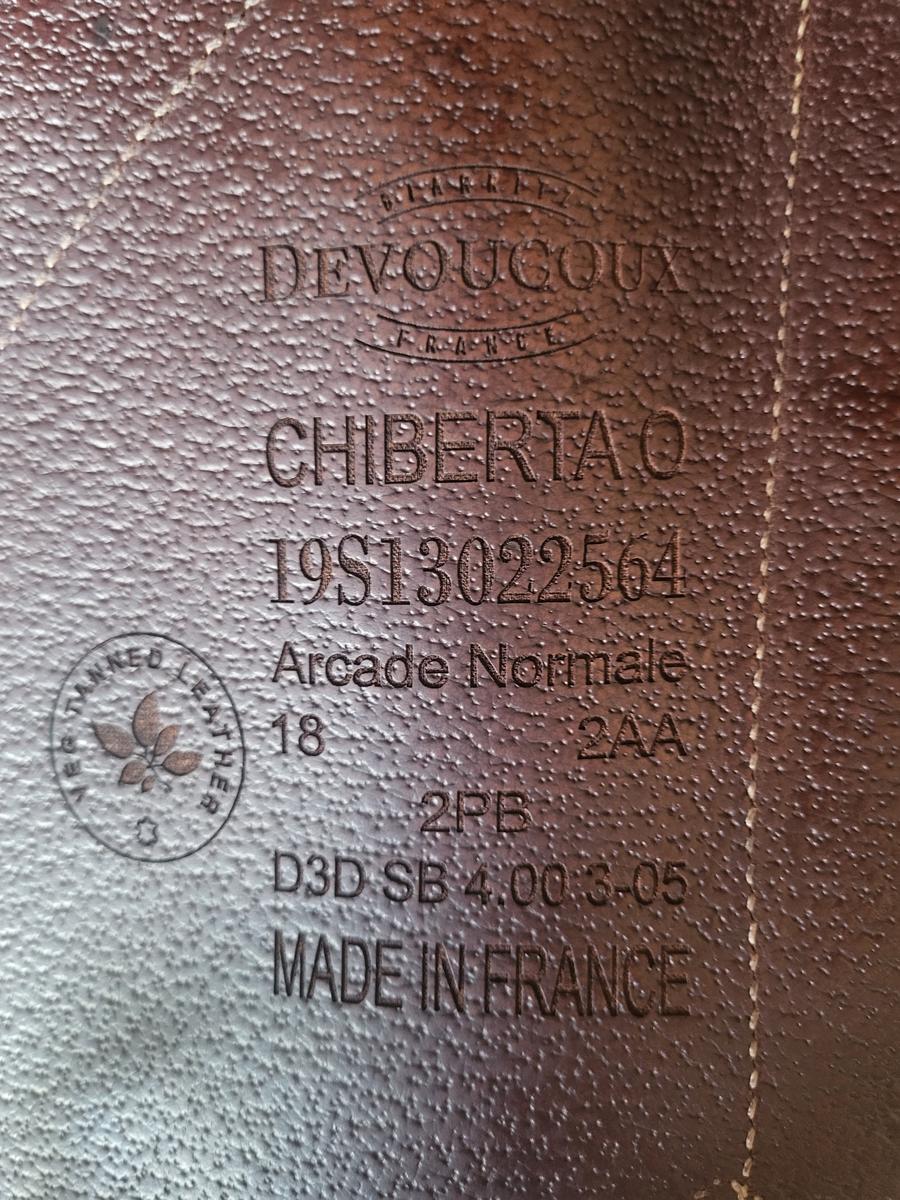 BIARRITZ
DEVOUCOUX
FRANCE
CHIBERTA O
19S13022564
Arcade Normale
18 2AA
2PB
D3D SB 4.00 3-05
MADE IN FRANCE
VEG TANNED LEATHER